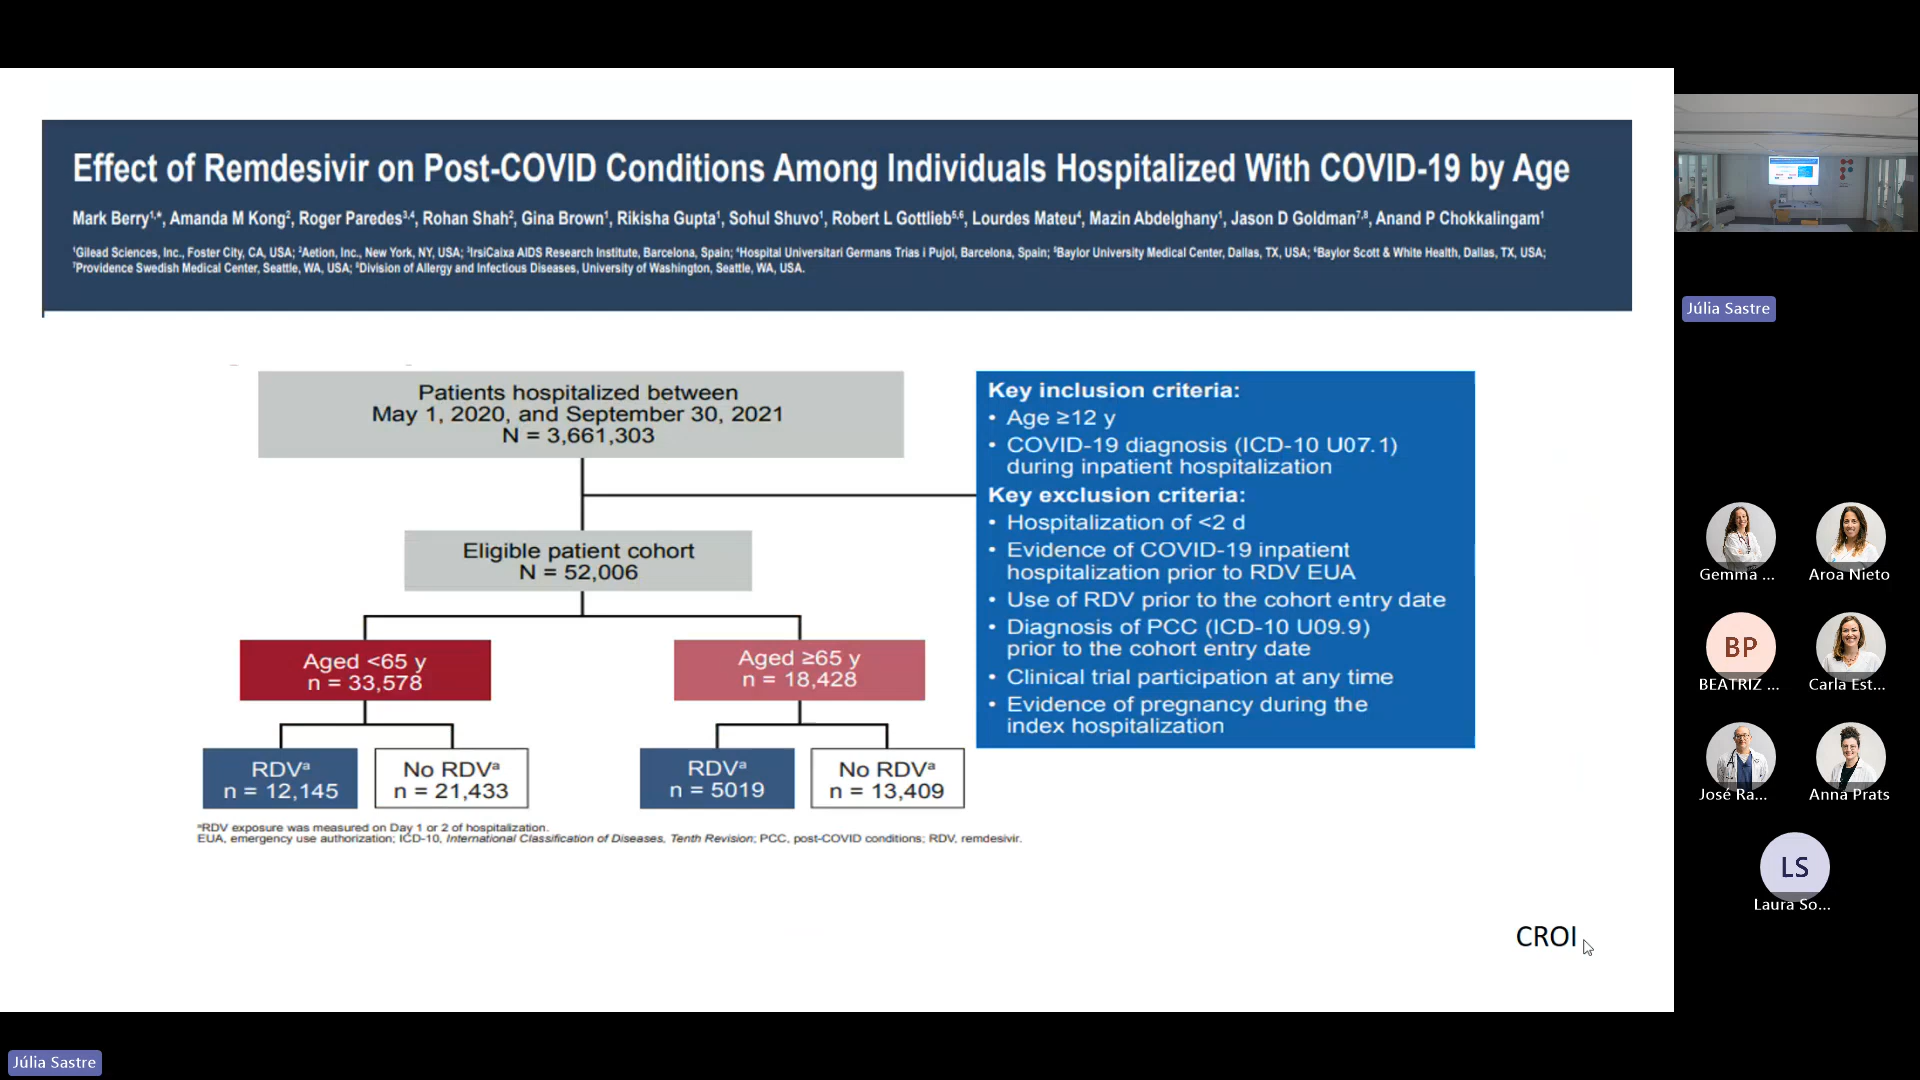 Effect of Remdesivir on Post-COVID Conditions Among Individuals Hospitalized With COVID-19 by Age
Mark Berry¹,*, Amanda M Kong², Roger Paredes³,⁴, Rohan Shah², Gina Brown¹, Rikisha Gupta¹, Sohul Shuvo¹, Robert L Gottlieb⁵,⁶, Lourdes Mateu⁴, Mazin Abdelghany¹, Jason D Goldman⁷,⁸, Anand P Chokkalingam¹
¹Gilead Sciences, Inc., Foster City, CA, USA; ²Aetion, Inc., New York, NY, USA; ³IrsiCaixa AIDS Research Institute, Barcelona, Spain; ⁴Hospital Universitari Germans Trias i Pujol, Barcelona, Spain; ⁵Baylor University Medical Center, Dallas, TX, USA; ⁶Baylor Scott & White Health, Dallas, TX, USA;
⁷Providence Swedish Medical Center, Seattle, WA, USA; ⁸Division of Allergy and Infectious Diseases, University of Washington, Seattle, WA, USA.
Patients hospitalized between
May 1, 2020, and September 30, 2021
N = 3,661,303
Eligible patient cohort
N = 52,006
Aged <65 y
n = 33,578
Aged ≥65 y
n = 18,428
RDVᵃ
n = 12,145
No RDVᵃ
n = 21,433
RDVᵃ
n = 5019
No RDVᵃ
n = 13,409
Key inclusion criteria:
• Age ≥12 y
• COVID-19 diagnosis (ICD-10 U07.1)
during inpatient hospitalization
Key exclusion criteria:
• Hospitalization of <2 d
• Evidence of COVID-19 inpatient
hospitalization prior to RDV EUA
• Use of RDV prior to the cohort entry date
• Diagnosis of PCC (ICD-10 U09.9)
prior to the cohort entry date
• Clinical trial participation at any time
• Evidence of pregnancy during the
index hospitalization
ᵃRDV exposure was measured on Day 1 or 2 of hospitalization.
EUA, emergency use authorization; ICD-10, International Classification of Diseases, Tenth Revision; PCC, post-COVID conditions; RDV, remdesivir.
CROI
Júlia Sastre
Gemma ...
Aroa Nieto
BP
BEATRIZ ...
Carla Est...
José Ra...
Anna Prats
LS
Laura So...
Júlia Sastre